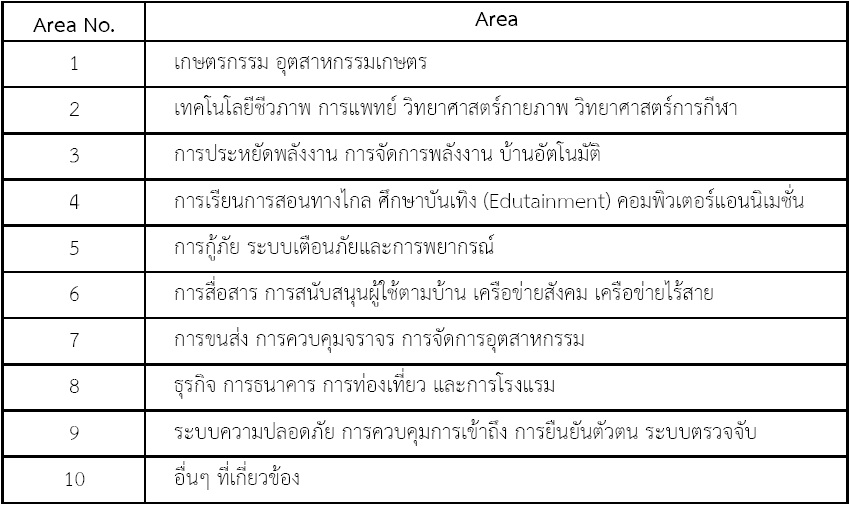 Area No. Area
1 เกษตรกรรม อุตสาหกรรมเกษตร
2 เทคโนโลยีชีวภาพ การแพทย์ วิทยาศาสตร์กายภาพ วิทยาศาสตร์การกีฬา
3 การประหยัดพลังงาน การจัดการพลังงาน บ้านอัตโนมัติ
4 การเรียนการสอนทางไกล ศึกษาบันเทิง (Edutainment) คอมพิวเตอร์แอนนิเมชั่น
5 การกู้ภัย ระบบเตือนภัยและการพยากรณ์
6 การสื่อสาร การสนับสนุนผู้ใช้ตามบ้าน เครือข่ายสังคม เครือข่ายไร้สาย
7 การขนส่ง การควบคุมจราจร การจัดการอุตสาหกรรม
8 ธุรกิจ การธนาคาร การท่องเที่ยว และการโรงแรม
9 ระบบความปลอดภัย การควบคุมการเข้าถึง การยืนยันตัวตน ระบบตรวจจับ
10 อื่นๆ ที่เกี่ยวข้อง